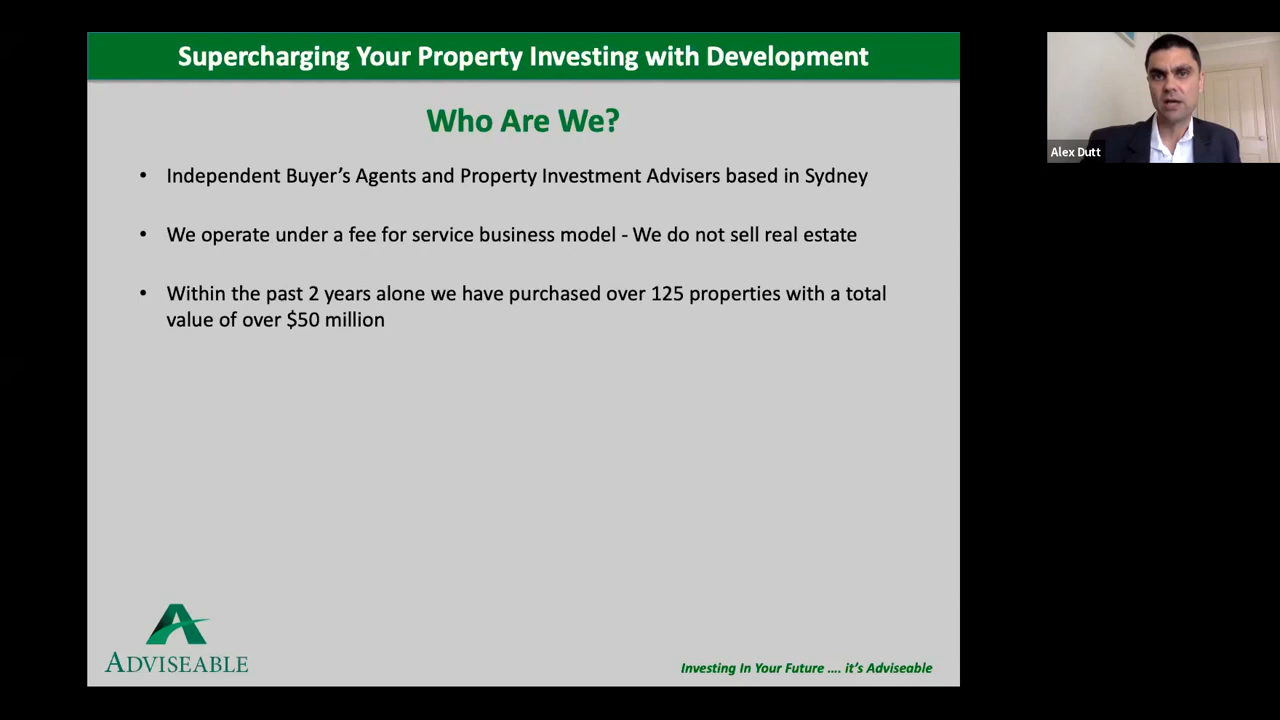 Supercharging Your Property Investing with Development
Who Are We?
• Independent Buyer’s Agents and Property Investment Advisers based in Sydney
• We operate under a fee for service business model - We do not sell real estate
• Within the past 2 years alone we have purchased over 125 properties with a total
value of over $50 million
ADVISEABLE
Investing In Your Future .... it’s Adviseable
Alex Dutt